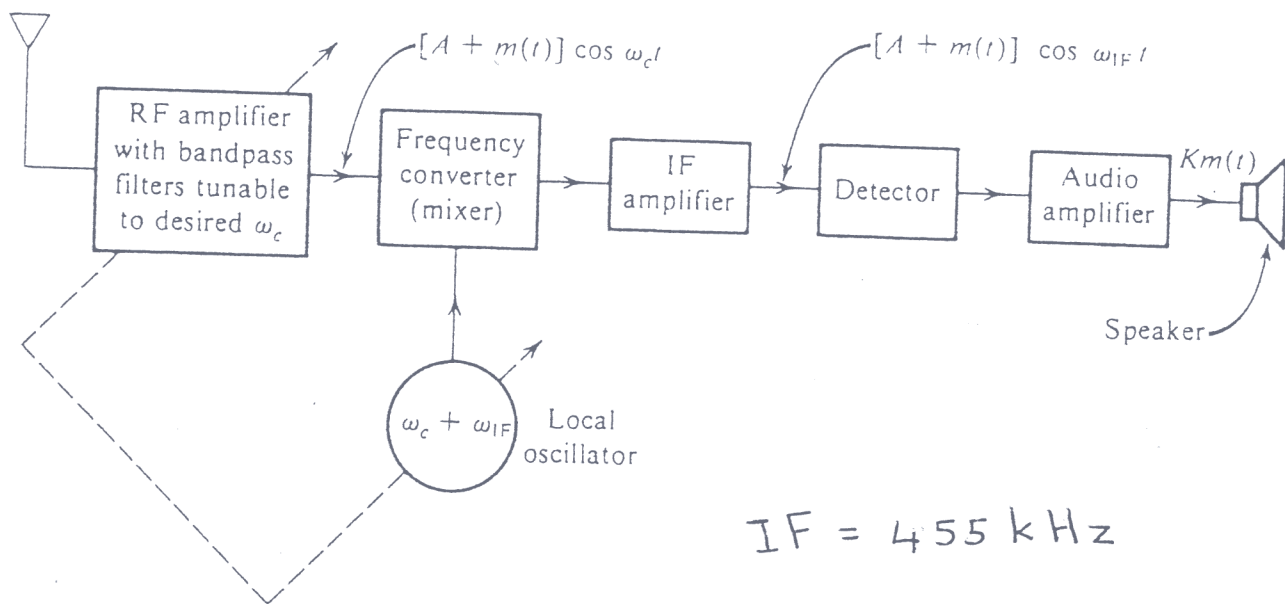 [A + m(t)] cos ω_c t
[A + m(t)] cos ω_IF t
RF amplifier
with bandpass
filters tunable
to desired ω_c
Frequency
converter
(mixer)
IF
amplifier
Detector
Audio
amplifier
Km(t)
Speaker
ω_c + ω_IF
Local
oscillator
IF = 455 kHz